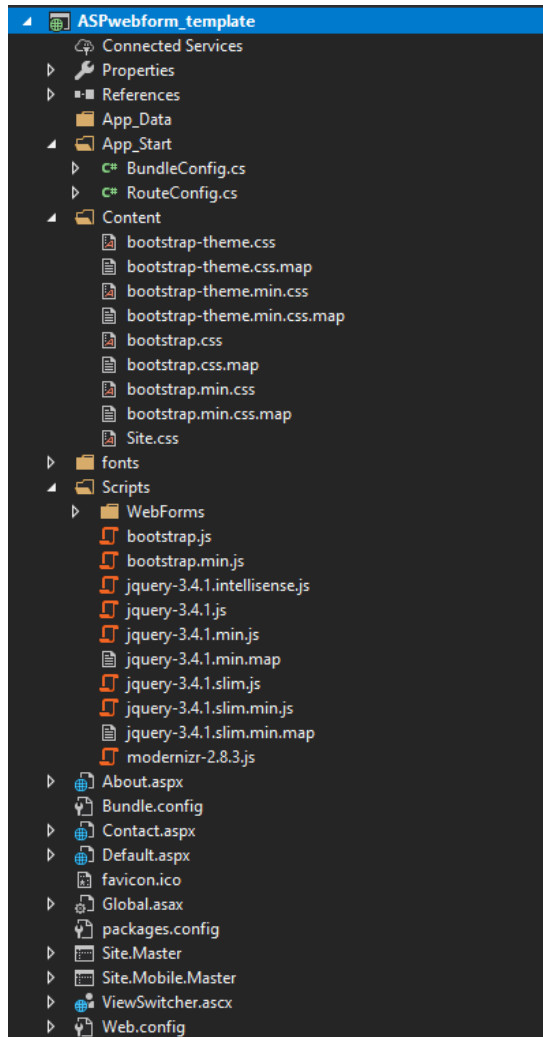 ASPwebform_template
Connected Services
Properties
References
App_Data
App_Start
C# BundleConfig.cs
C# RouteConfig.cs
Content
bootstrap-theme.css
bootstrap-theme.css.map
bootstrap-theme.min.css
bootstrap-theme.min.css.map
bootstrap.css
bootstrap.css.map
bootstrap.min.css
bootstrap.min.css.map
Site.css
fonts
Scripts
WebForms
bootstrap.js
bootstrap.min.js
jquery-3.4.1.intellisense.js
jquery-3.4.1.js
jquery-3.4.1.min.js
jquery-3.4.1.min.map
jquery-3.4.1.slim.js
jquery-3.4.1.slim.min.js
jquery-3.4.1.slim.min.map
modernizr-2.8.3.js
About.aspx
Bundle.config
Contact.aspx
Default.aspx
favicon.ico
Global.asax
packages.config
Site.Master
Site.Mobile.Master
ViewSwitcher.ascx
Web.config